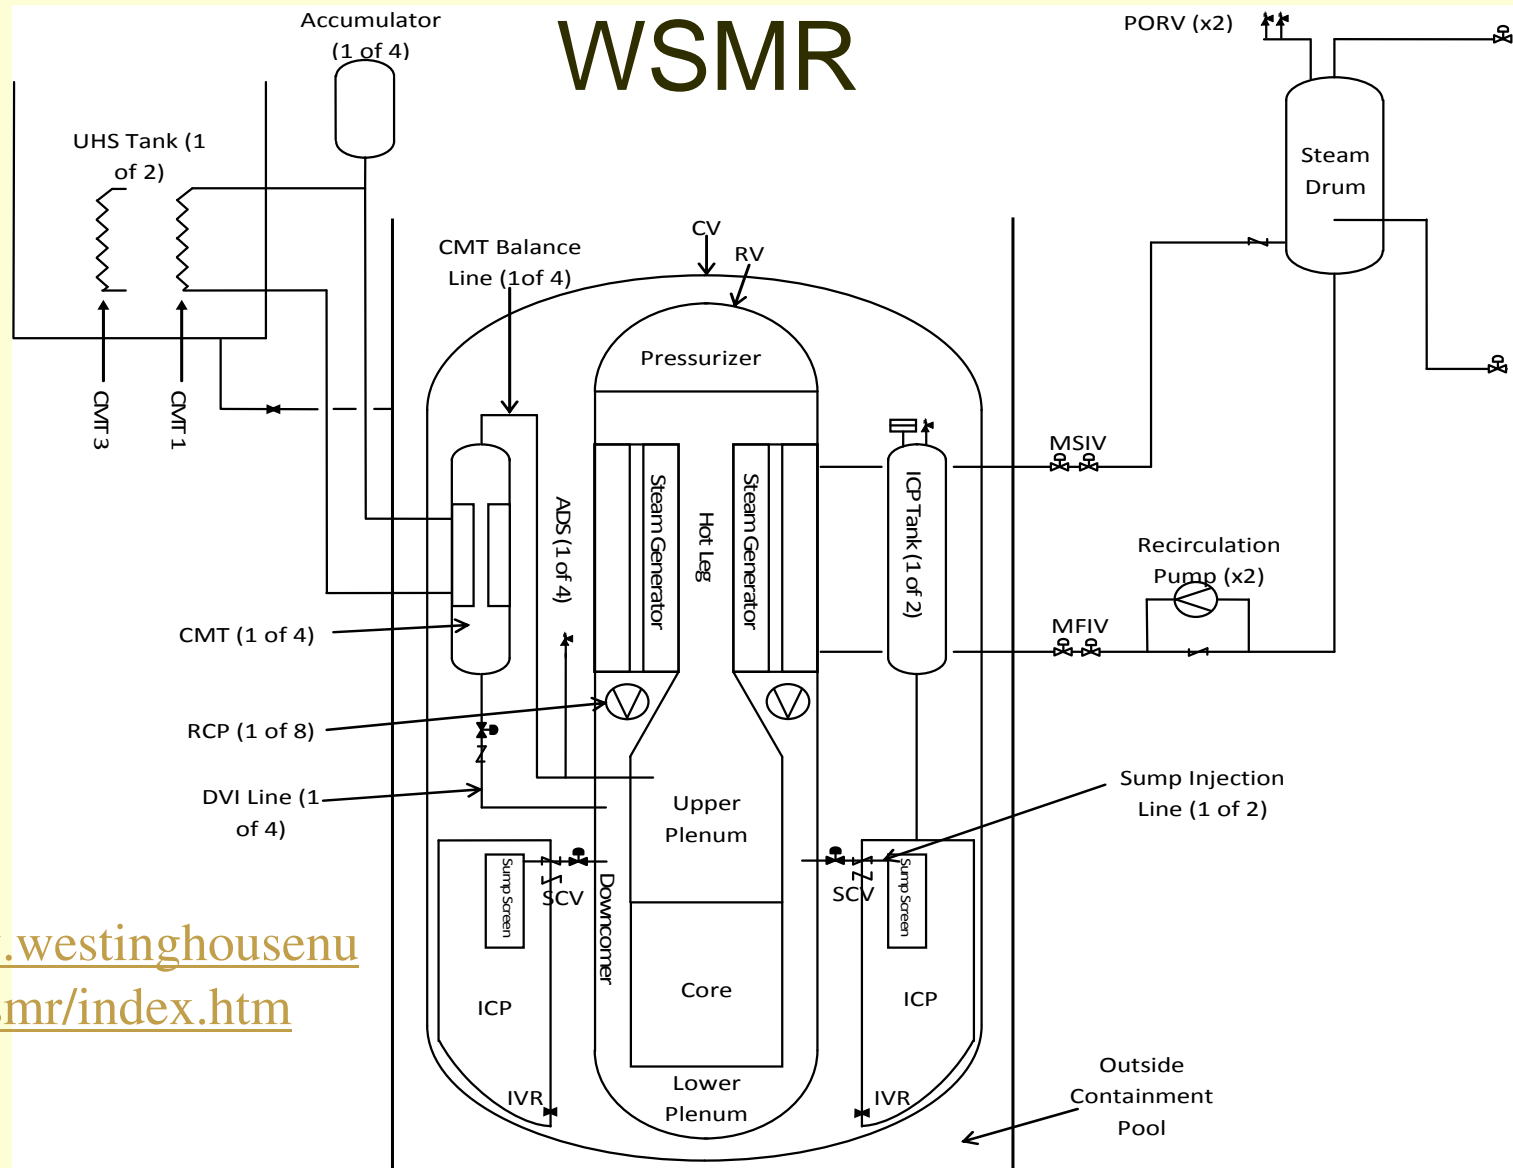 WSMR
Accumulator
(1 of 4)
PORV (x2)
UHS Tank (1
of 2)
Steam
Drum
CMT Balance
Line (1of 4)
CV
RV
Pressurizer
CMT 3
CMT 1
MSIV
Steam Generator
Hot Leg
Steam Generator
ICP Tank (1 of 2)
ADS (1 of 4)
Recirculation
Pump (x2)
CMT (1 of 4)
MFIV
RCP (1 of 8)
DVI Line (1
of 4)
Upper
Plenum
Sump Injection
Line (1 of 2)
Sump Screen
SCV
Downcomer
SCV
Sump Screen
.westinghousenu
smr/index.htm
ICP
Core
ICP
IVR
Lower
Plenum
IVR
Outside
Containment
Pool